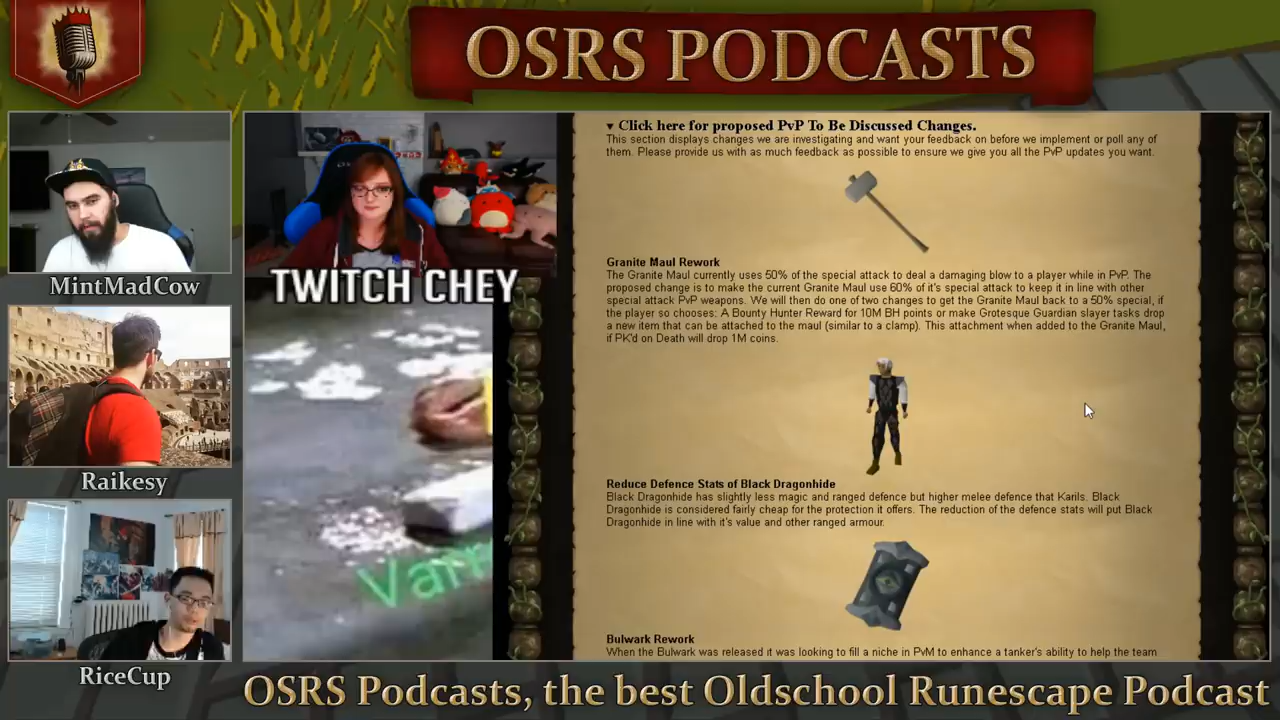 OSRS PODCASTS
MintMadCow
Raikesy
RiceCup
TWITCH CHEY
▼ Click here for proposed PvP To Be Discussed Changes.
This section displays changes we are investigating and want your feedback on before we implement or poll any of
them. Please provide us with as much feedback as possible to ensure we give you all the PvP updates you want.
Granite Maul Rework
The Granite Maul currently uses 50% of the special attack to deal a damaging blow to a player while in PvP. The
proposed change is to make the current Granite Maul use 60% of it's special attack to keep it in line with other
special attack PvP weapons. We will then do one of two changes to get the Granite Maul back to a 50% special, if
the player so chooses: A Bounty Hunter Reward for 10M BH points or make Grotesque Guardian slayer tasks drop
a new item that can be attached to the maul (similar to a clamp). This attachment when added to the Granite Maul,
if PK'd on Death will drop 1M coins.
Reduce Defence Stats of Black Dragonhide
Black Dragonhide has slightly less magic and ranged defence but higher melee defence that Karils. Black
Dragonhide is considered fairly cheap for the protection it offers. The reduction of the defence stats will put Black
Dragonhide in line with it's value and other ranged armour.
Bulwark Rework
When the Bulwark was released it was looking to fill a niche in PvM to enhance a tanker's ability to help the team
OSRS Podcasts, the best Oldschool Runescape Podcast